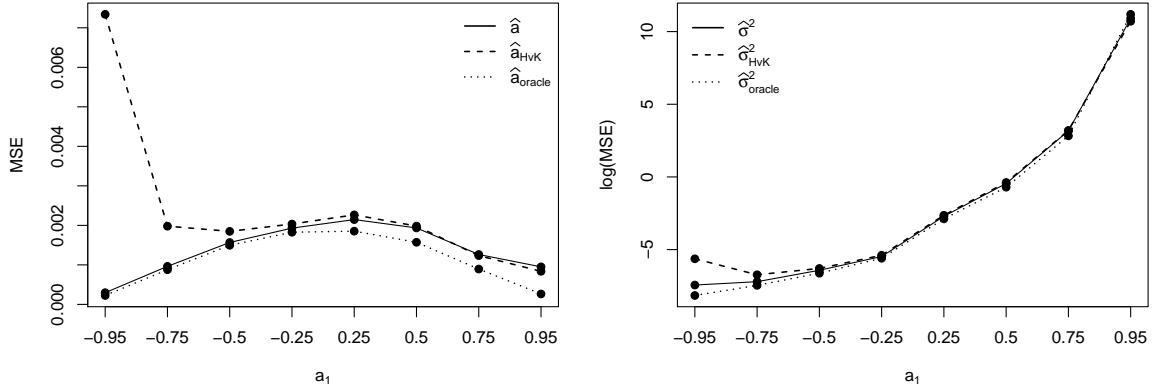 MSE
0.000
0.002
0.004
0.006
−0.95 −0.75 −0.5 −0.25 0.25 0.5 0.75 0.95
a₁
â
â_HvK
â_oracle
log(MSE)
−5
0
5
10
−0.95 −0.75 −0.5 −0.25 0.25 0.5 0.75 0.95
a₁
σ̂²
σ̂²_HvK
σ̂²_oracle